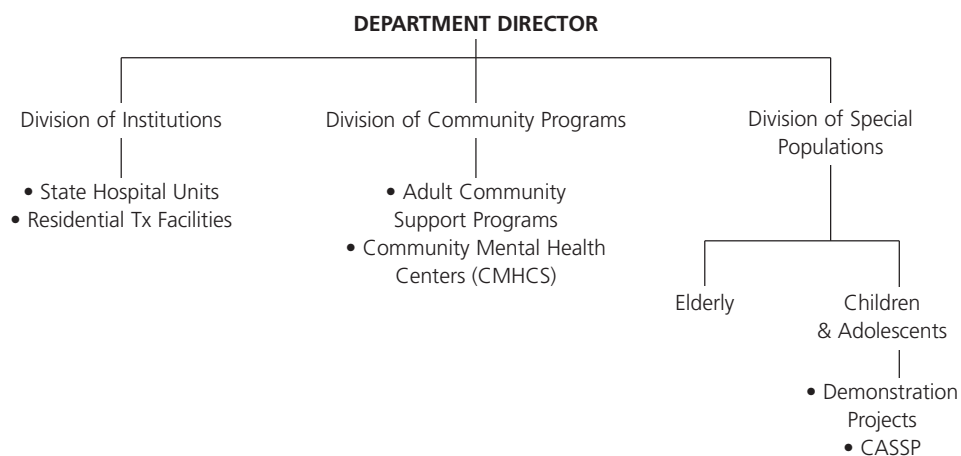 DEPARTMENT DIRECTOR
Division of Institutions
• State Hospital Units
• Residential Tx Facilities
Division of Community Programs
• Adult Community
Support Programs
• Community Mental Health
Centers (CMHCS)
Division of Special
Populations
Elderly
Children
& Adolescents
• Demonstration
Projects
• CASSP